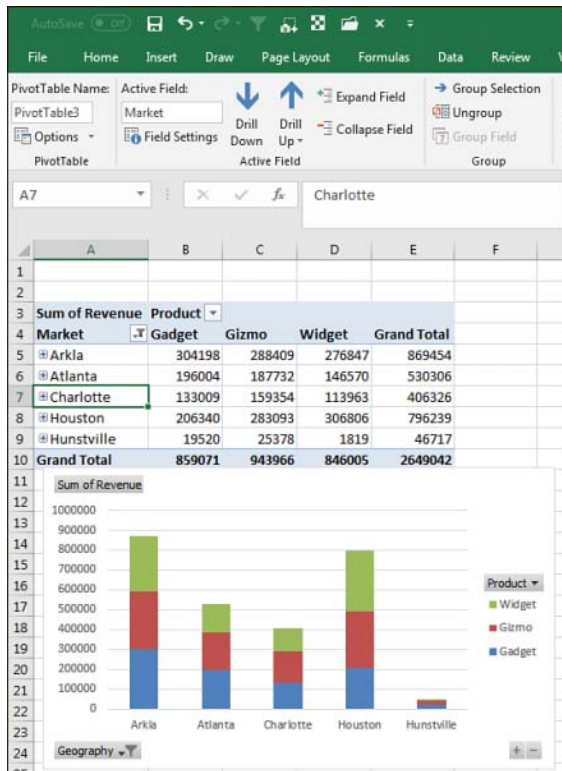 AutoSave Off
File Home Insert Draw Page Layout Formulas Data Review
PivotTable Name: Active Field:
PivotTable3 Market Drill Down Drill Up Expand Field Group Selection
Options Field Settings Collapse Field Ungroup
Group Field
PivotTable Active Field Group
A7 fx Charlotte
A B C D E F
1
2
3 Sum of Revenue Product
4 Market Gadget Gizmo Widget Grand Total
5 Arkla 304198 288409 276847 869454
6 Atlanta 196004 187732 146570 530306
7 Charlotte 133009 159354 113963 406326
8 Houston 206340 283093 306806 796239
9 Hunstville 19520 25378 1819 46717
10 Grand Total 859071 943966 846005 2649042
11 Sum of Revenue
12 1000000
13 900000
14 800000
15 700000
16 600000 Product
17 500000 Widget
18 400000 Gizmo
19 300000 Gadget
20 200000
21 100000
22 0
23 Arkla Atlanta Charlotte Houston Hunstville
24 Geography + −